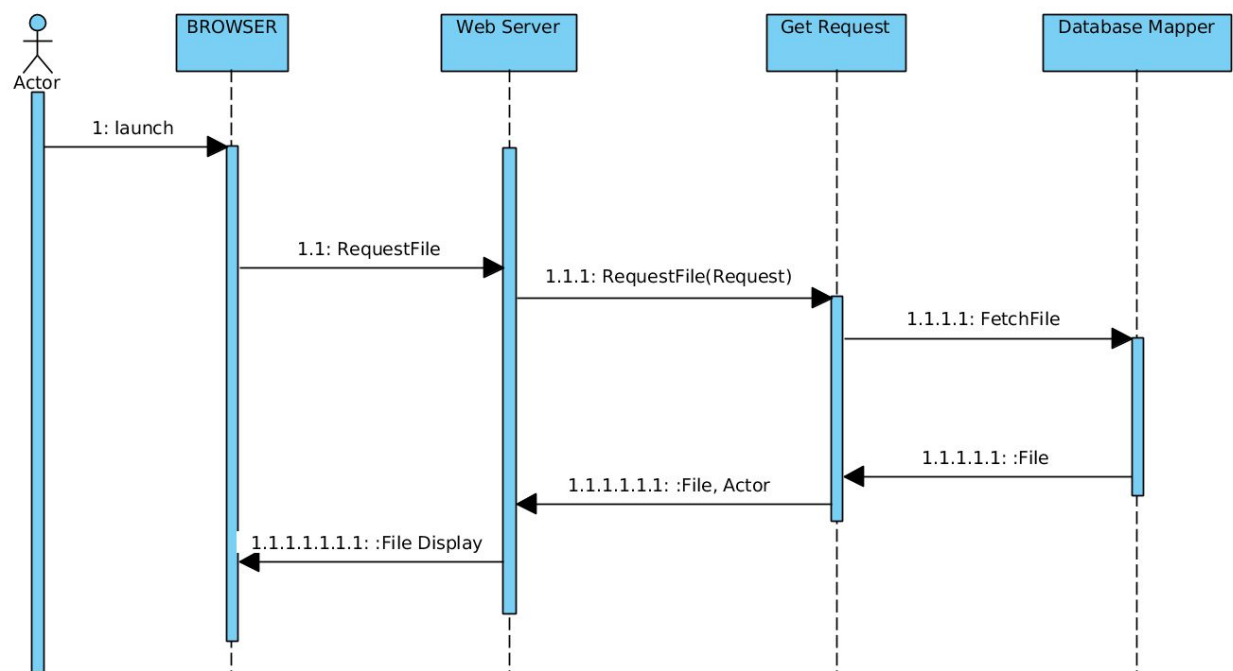 BROWSER
Web Server
Get Request
Database Mapper
Actor
1: launch
1.1: RequestFile
1.1.1: RequestFile(Request)
1.1.1.1: FetchFile
1.1.1.1.1: :File
1.1.1.1.1.1: :File, Actor
1.1.1.1.1.1.1: :File Display